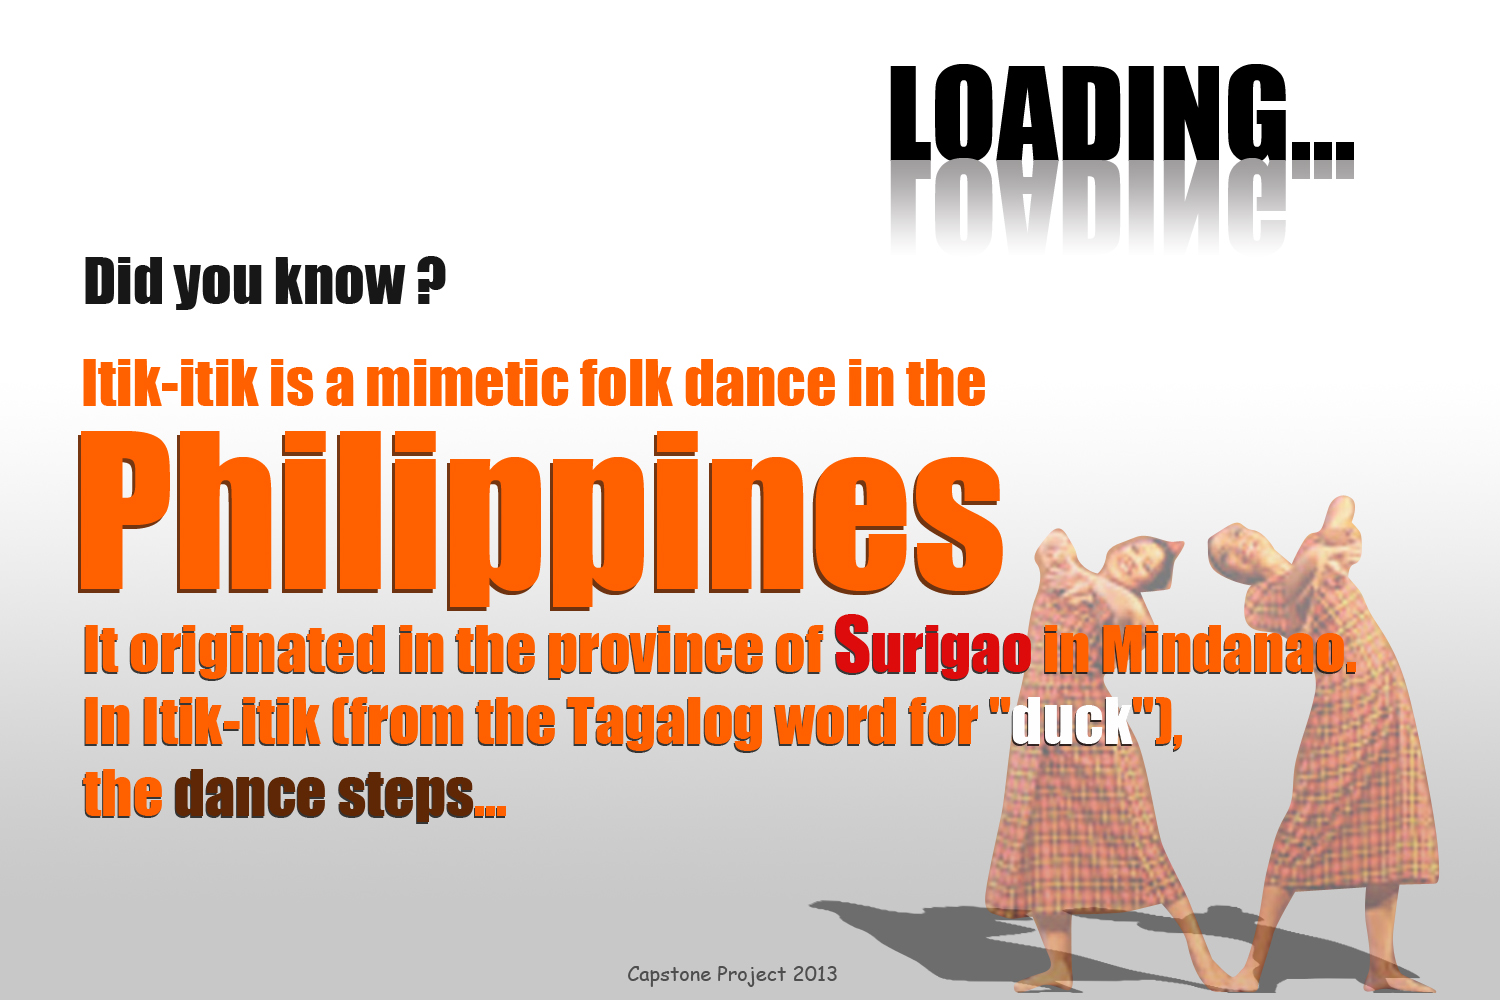 LOADING...
Did you know ?
Itik-itik is a mimetic folk dance in the
Philippines
It originated in the province of Surigao in Mindanao.
In Itik-itik (from the Tagalog word for "duck"),
the dance steps...
Capstone Project 2013